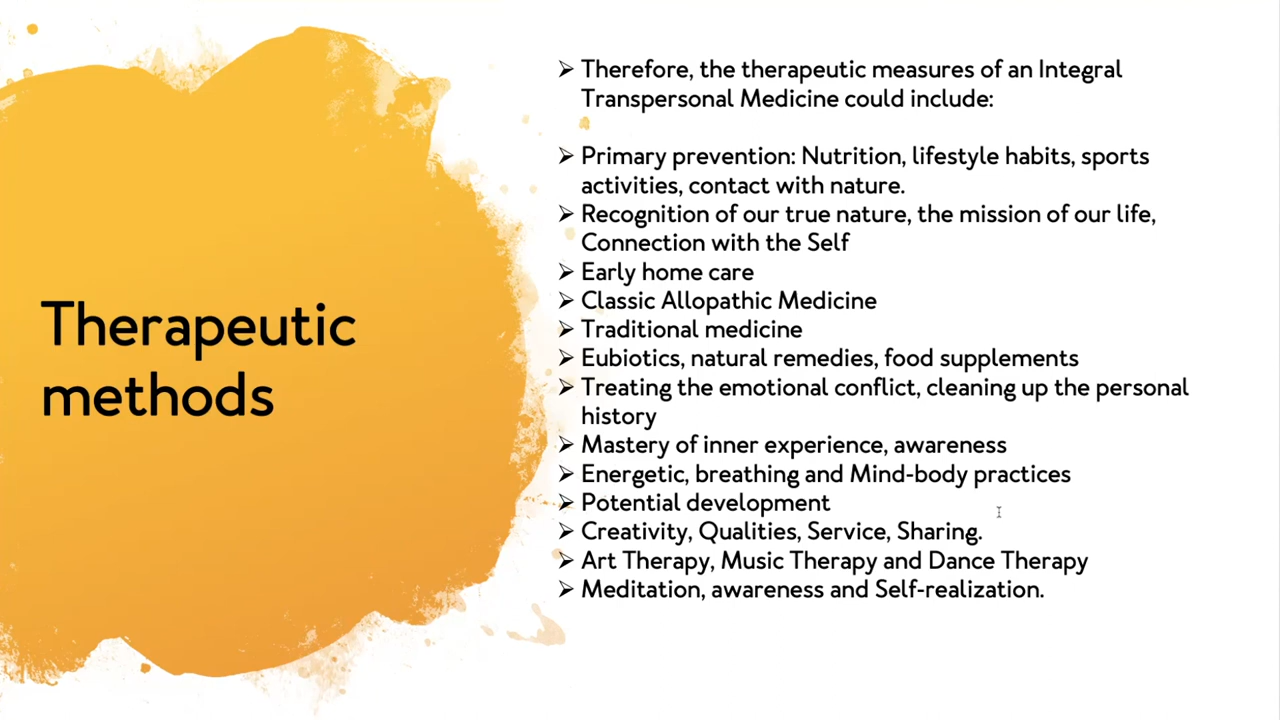 Therapeutic
methods
➢ Therefore, the therapeutic measures of an Integral
Transpersonal Medicine could include:
➢ Primary prevention: Nutrition, lifestyle habits, sports
activities, contact with nature.
➢ Recognition of our true nature, the mission of our life,
Connection with the Self
➢ Early home care
➢ Classic Allopathic Medicine
➢ Traditional medicine
➢ Eubiotics, natural remedies, food supplements
➢ Treating the emotional conflict, cleaning up the personal
history
➢ Mastery of inner experience, awareness
➢ Energetic, breathing and Mind-body practices
➢ Potential development
➢ Creativity, Qualities, Service, Sharing.
➢ Art Therapy, Music Therapy and Dance Therapy
➢ Meditation, awareness and Self-realization.